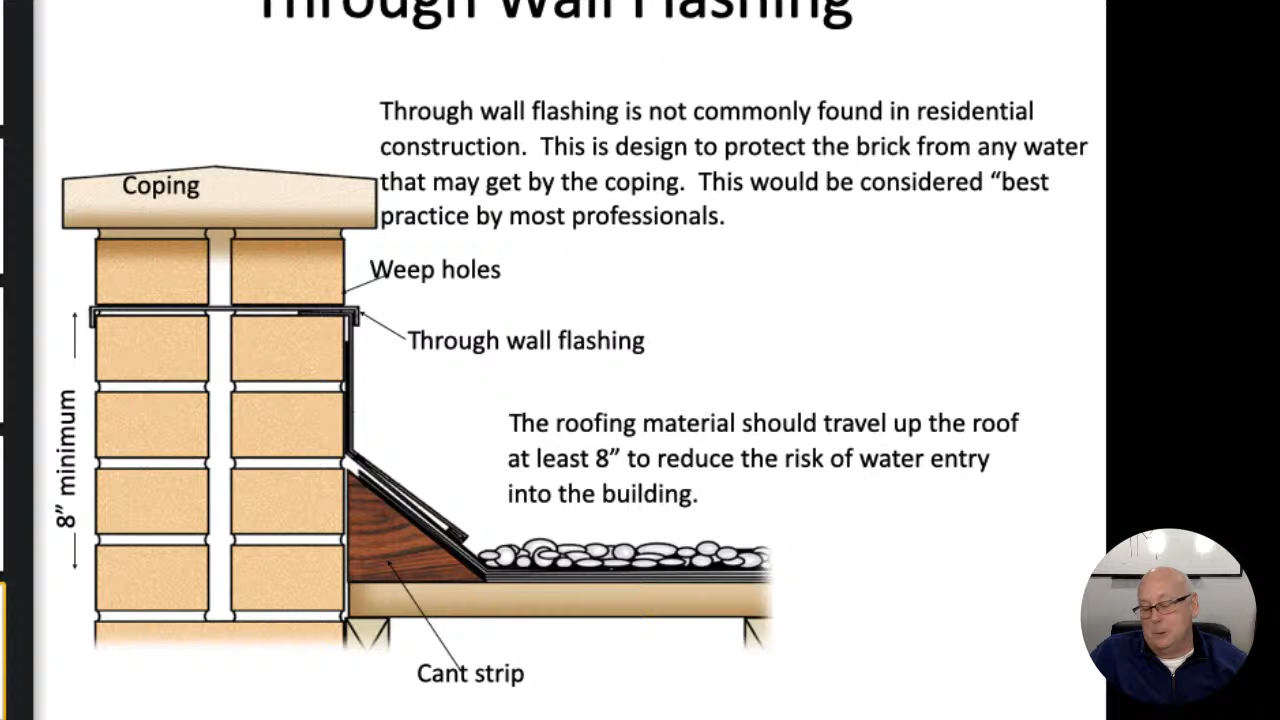 Through Wall Flashing
Through wall flashing is not commonly found in residential
construction.  This is design to protect the brick from any water
that may get by the coping.  This would be considered “best
practice by most professionals.
Coping
Weep holes
Through wall flashing
8” minimum
The roofing material should travel up the roof
at least 8” to reduce the risk of water entry
into the building.
Cant strip